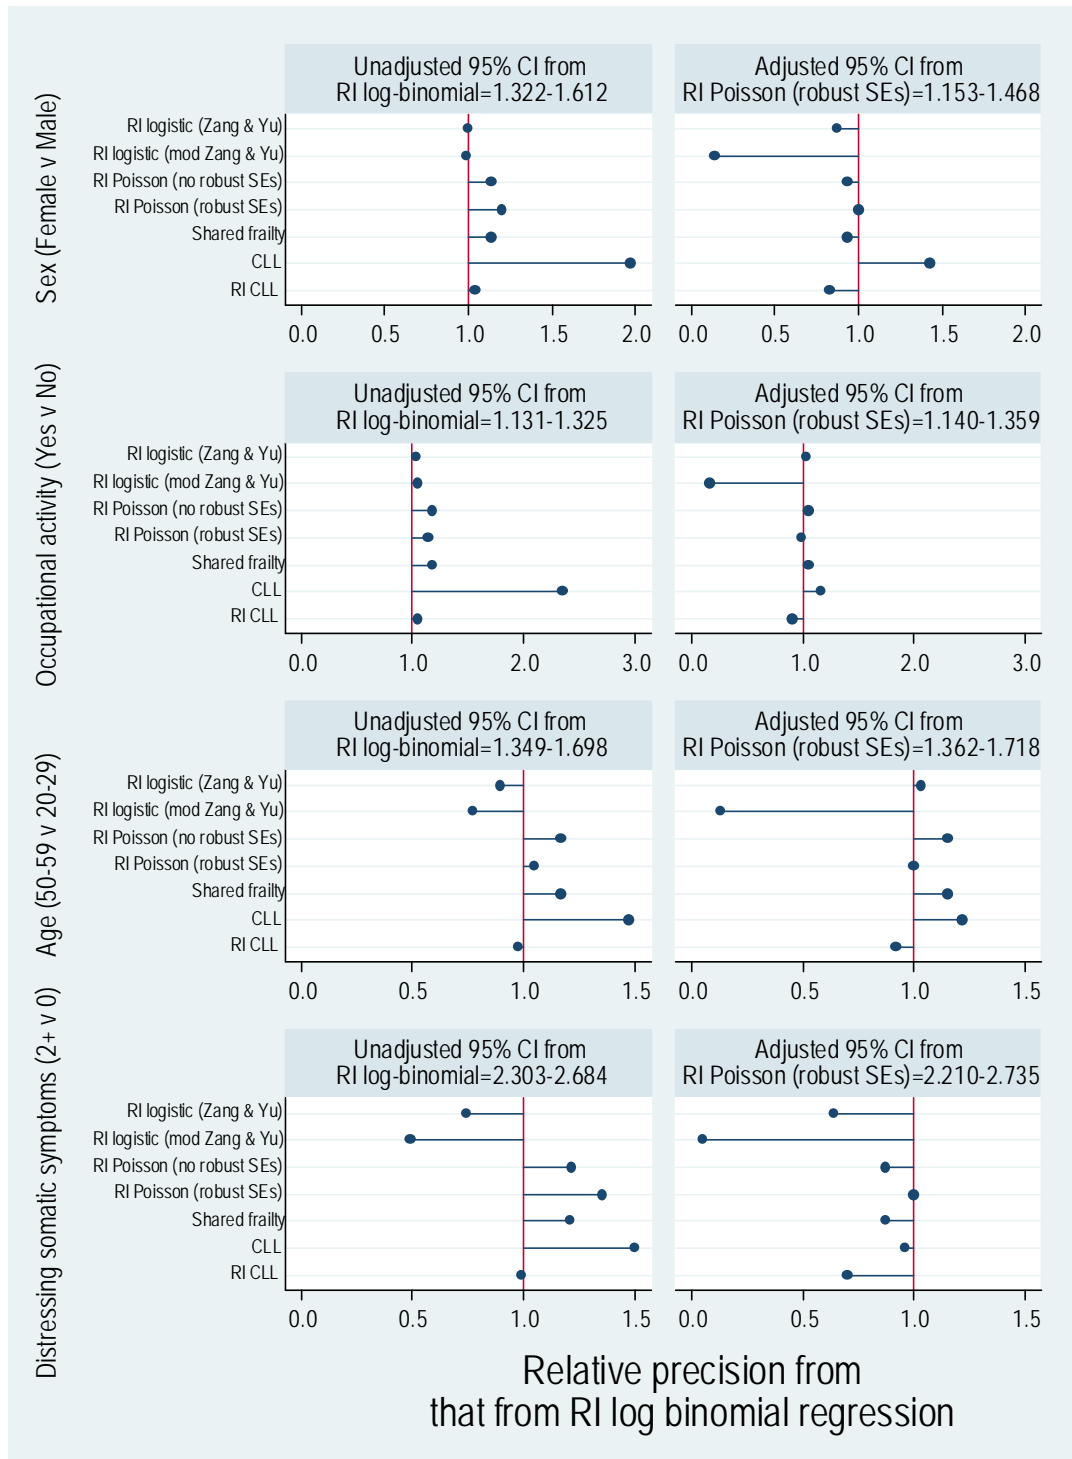 Sex (Female v Male)
Unadjusted 95% CI from
RI log-binomial=1.322-1.612
Adjusted 95% CI from
RI Poisson (robust SEs)=1.153-1.468
RI logistic (Zang & Yu)
RI logistic (mod Zang & Yu)
RI Poisson (no robust SEs)
RI Poisson (robust SEs)
Shared frailty
CLL
RI CLL
0.0 0.5 1.0 1.5 2.0
0.0 0.5 1.0 1.5 2.0
Occupational activity (Yes v No)
Unadjusted 95% CI from
RI log-binomial=1.131-1.325
Adjusted 95% CI from
RI Poisson (robust SEs)=1.140-1.359
RI logistic (Zang & Yu)
RI logistic (mod Zang & Yu)
RI Poisson (no robust SEs)
RI Poisson (robust SEs)
Shared frailty
CLL
RI CLL
0.0 1.0 2.0 3.0
0.0 1.0 2.0 3.0
Age (50-59 v 20-29)
Unadjusted 95% CI from
RI log-binomial=1.349-1.698
Adjusted 95% CI from
RI Poisson (robust SEs)=1.362-1.718
RI logistic (Zang & Yu)
RI logistic (mod Zang & Yu)
RI Poisson (no robust SEs)
RI Poisson (robust SEs)
Shared frailty
CLL
RI CLL
0.0 0.5 1.0 1.5
0.0 0.5 1.0 1.5
Distressing somatic symptoms (2+ v 0)
Unadjusted 95% CI from
RI log-binomial=2.303-2.684
Adjusted 95% CI from
RI Poisson (robust SEs)=2.210-2.735
RI logistic (Zang & Yu)
RI logistic (mod Zang & Yu)
RI Poisson (no robust SEs)
RI Poisson (robust SEs)
Shared frailty
CLL
RI CLL
0.0 0.5 1.0 1.5
0.0 0.5 1.0 1.5
Relative precision from
that from RI log binomial regression